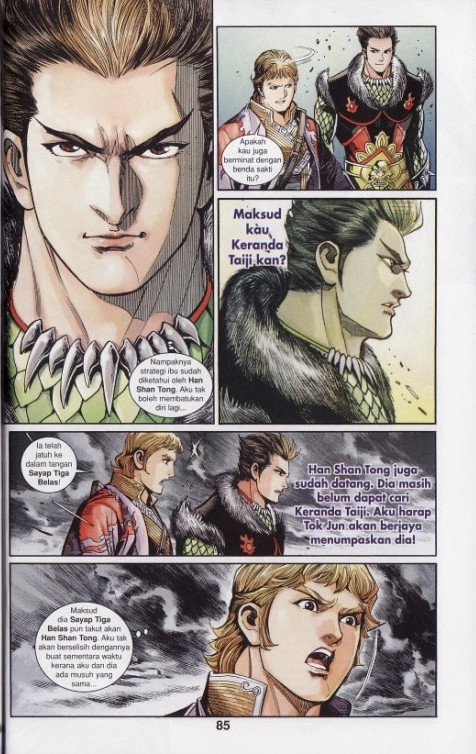 Nampaknya
strategi ibu sudah
diketahui oleh Han
Shan Tong. Aku tak
boleh membatukan
diri lagi...
Apakah
kau juga
berminat dengan
benda sakti
itu?
Maksud
kau
Keranda
Taiji kan?
Ia telah
jatuh ke
dalam tangan
Sayap Tiga
Belas!
Han Shan Tong juga
sudah datang. Dia masih
belum dapat cari
Keranda Taiji. Aku harap
Tok Jun akan berjaya
menumpaskan dia!
Maksud
dia Sayap Tiga
Belas pun takut akan
Han Shan Tong. Aku tak
akan berselisih dengannya
buat sementara waktu
kerana aku dan dia
ada musuh yang
sama...
85